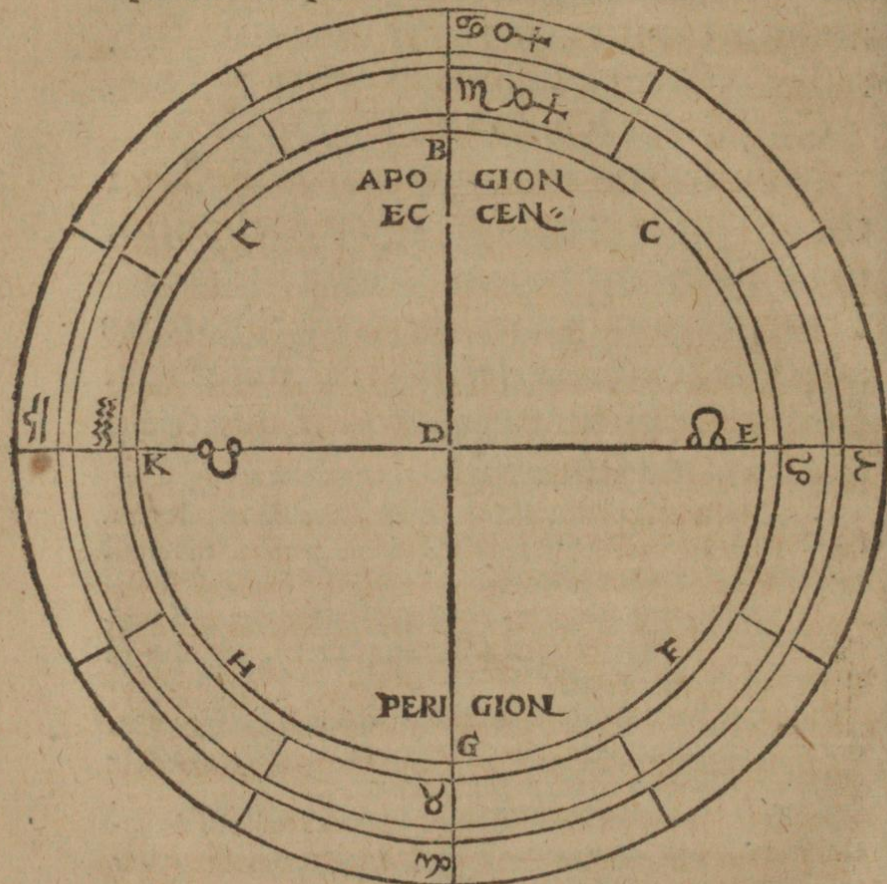 ♋ ♀
♏ ☽ ♀
B
APO GION
EC CEN
L C
♎ ♒ D ☊ E
K ☋ ♌ ♈
H F
PERI GION
G
♉
♑